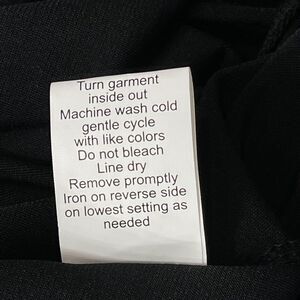 Turn garment
inside out
Machine wash cold
gentle cycle
with like colors
Do not bleach
Line dry
Remove promptly
Iron on reverse side
on lowest setting as
needed